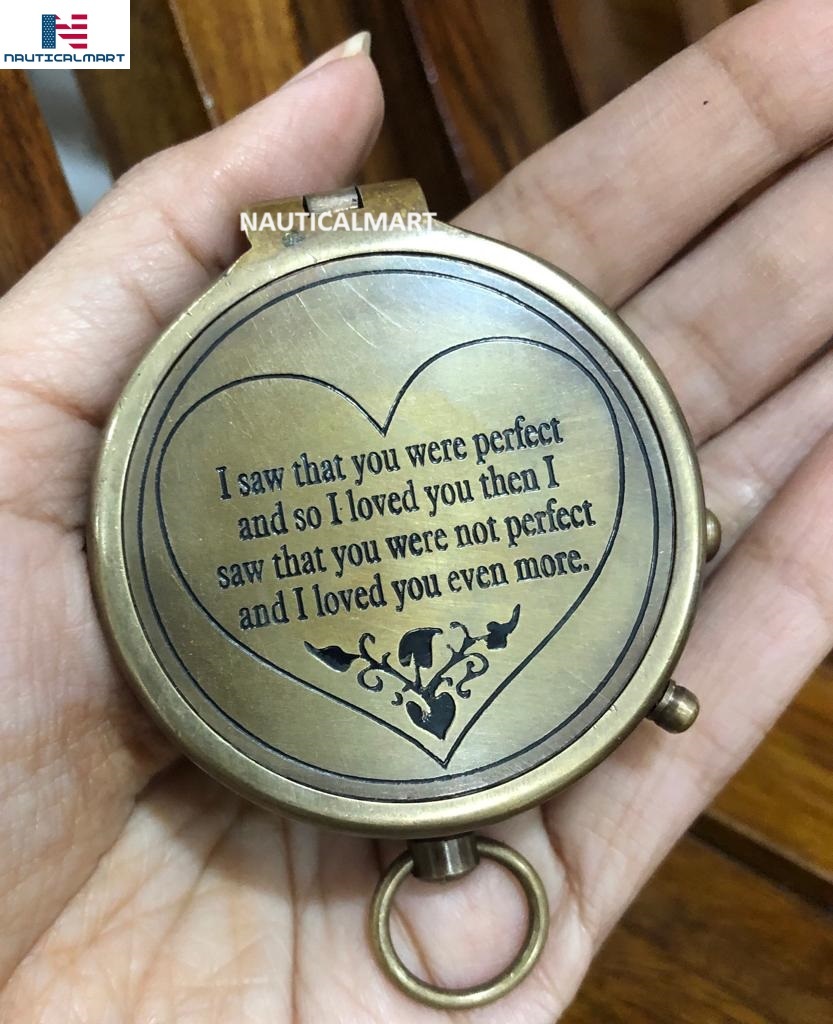 NAUTICALMART
NAUTICALMART
I saw that you were perfect
and so I loved you then I
saw that you were not perfect
and I loved you even more.